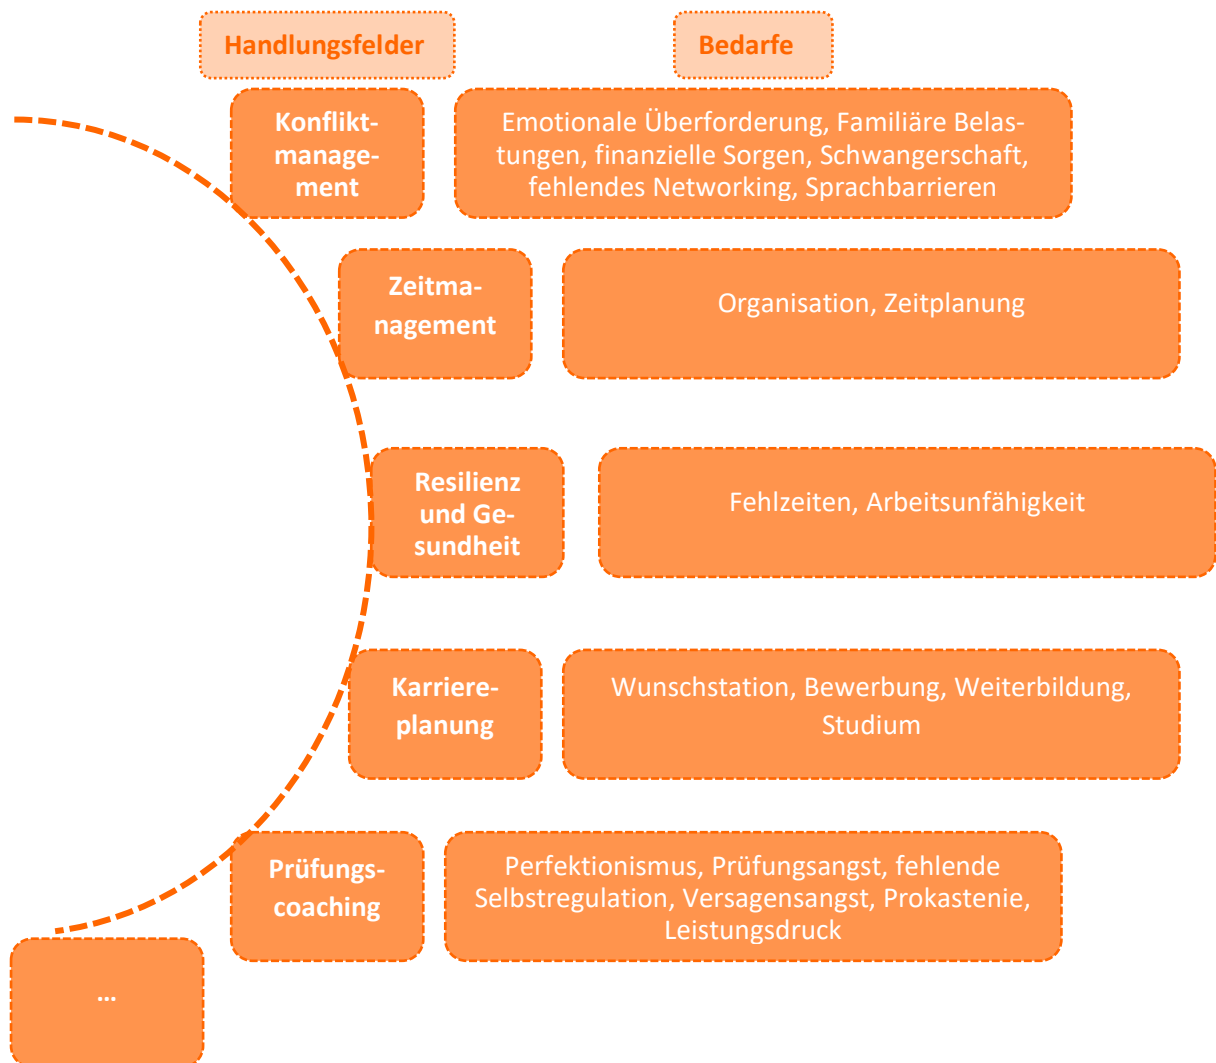 Handlungsfelder
Bedarfe
Konflikt-
manage-
ment
Emotionale Überforderung, Familiäre Belas-
tungen, finanzielle Sorgen, Schwangerschaft,
fehlendes Networking, Sprachbarrieren
Zeitma-
nagement
Organisation, Zeitplanung
Resilienz
und Ge-
sundheit
Fehlzeiten, Arbeitsunfähigkeit
Karriere-
planung
Wunschstation, Bewerbung, Weiterbildung,
Studium
Prüfungs-
coaching
Perfektionismus, Prüfungsangst, fehlende
Selbstregulation, Versagensangst, Prokastenie,
Leistungsdruck
…